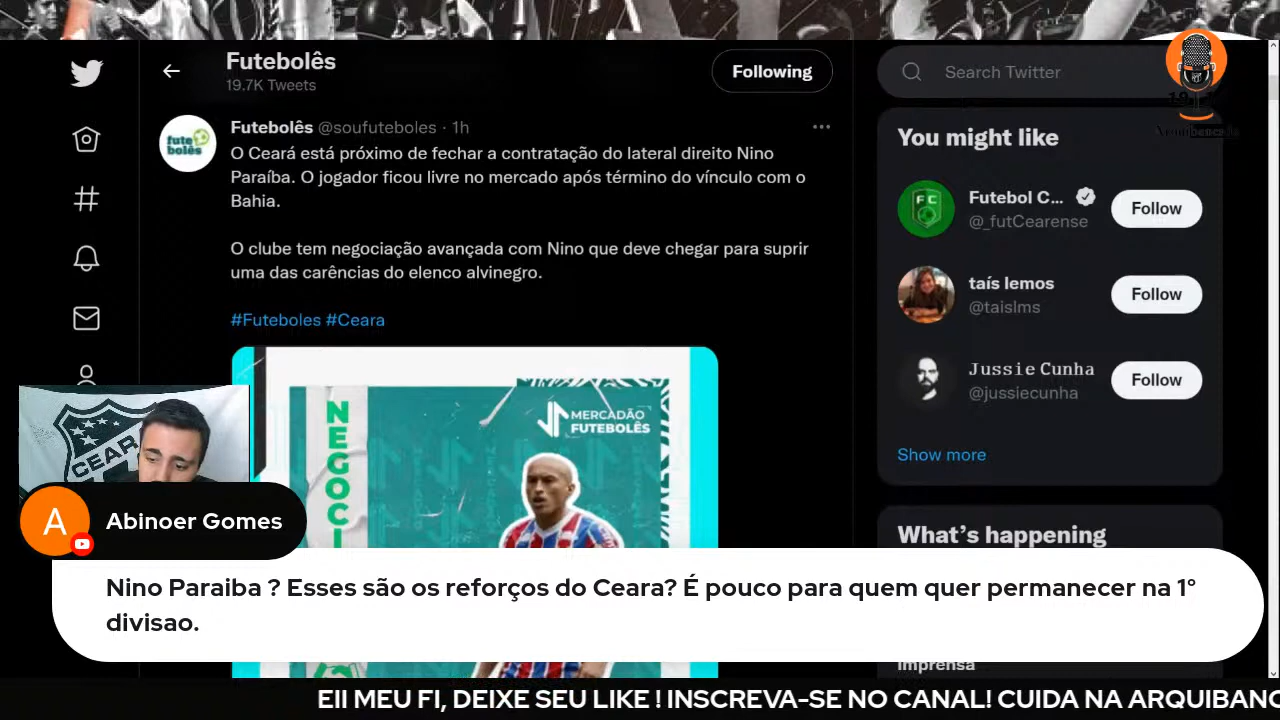 Futebolês
19.7K Tweets
Following
Search Twitter
Futebolês @soufuteboles · 1h
O Ceará está próximo de fechar a contratação do lateral direito Nino
Paraíba. O jogador ficou livre no mercado após término do vínculo com o
Bahia.
O clube tem negociação avançada com Nino que deve chegar para suprir
uma das carências do elenco alvinegro.
#Futeboles #Ceara
fute
bolês
NEGOCI
MERCADÃO
FUTEBOLÊS
You might like
Futebol C...
@_futCearense
Follow
taís lemos
@taislms
Follow
Jussie Cunha
@jussiecunha
Follow
Show more
What's happening
imprensa
CEAR
A
Abinoer Gomes
Nino Paraiba ? Esses são os reforços do Ceara? É pouco para quem quer permanecer na 1°
divisao.
EII MEU FI, DEIXE SEU LIKE ! INSCREVA-SE NO CANAL! CUIDA NA ARQUIBANC